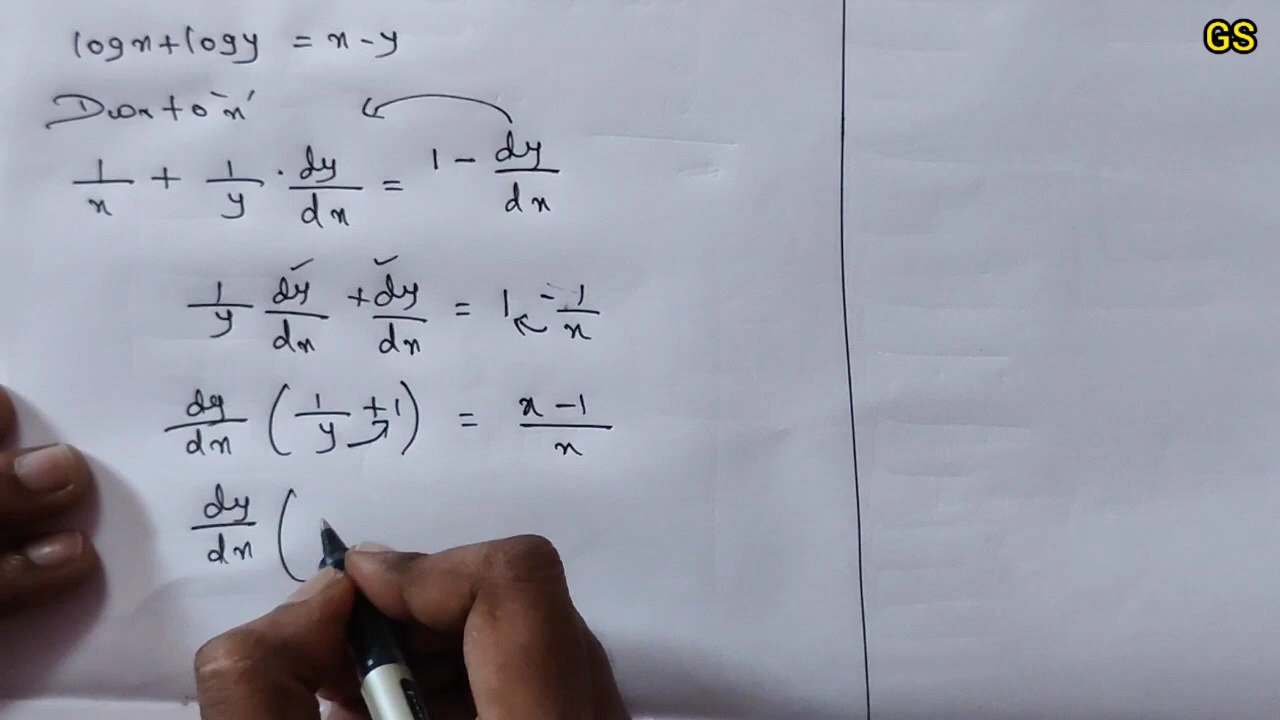 GS
logx+logy = x-y
D.w.r.to 'x'
1/x + 1/y · dy/dx = 1 - dy/dx
1/y dy/dx + dy/dx = 1 - 1/x
dy/dx ( 1/y + 1 ) = x-1/x
dy/dx (